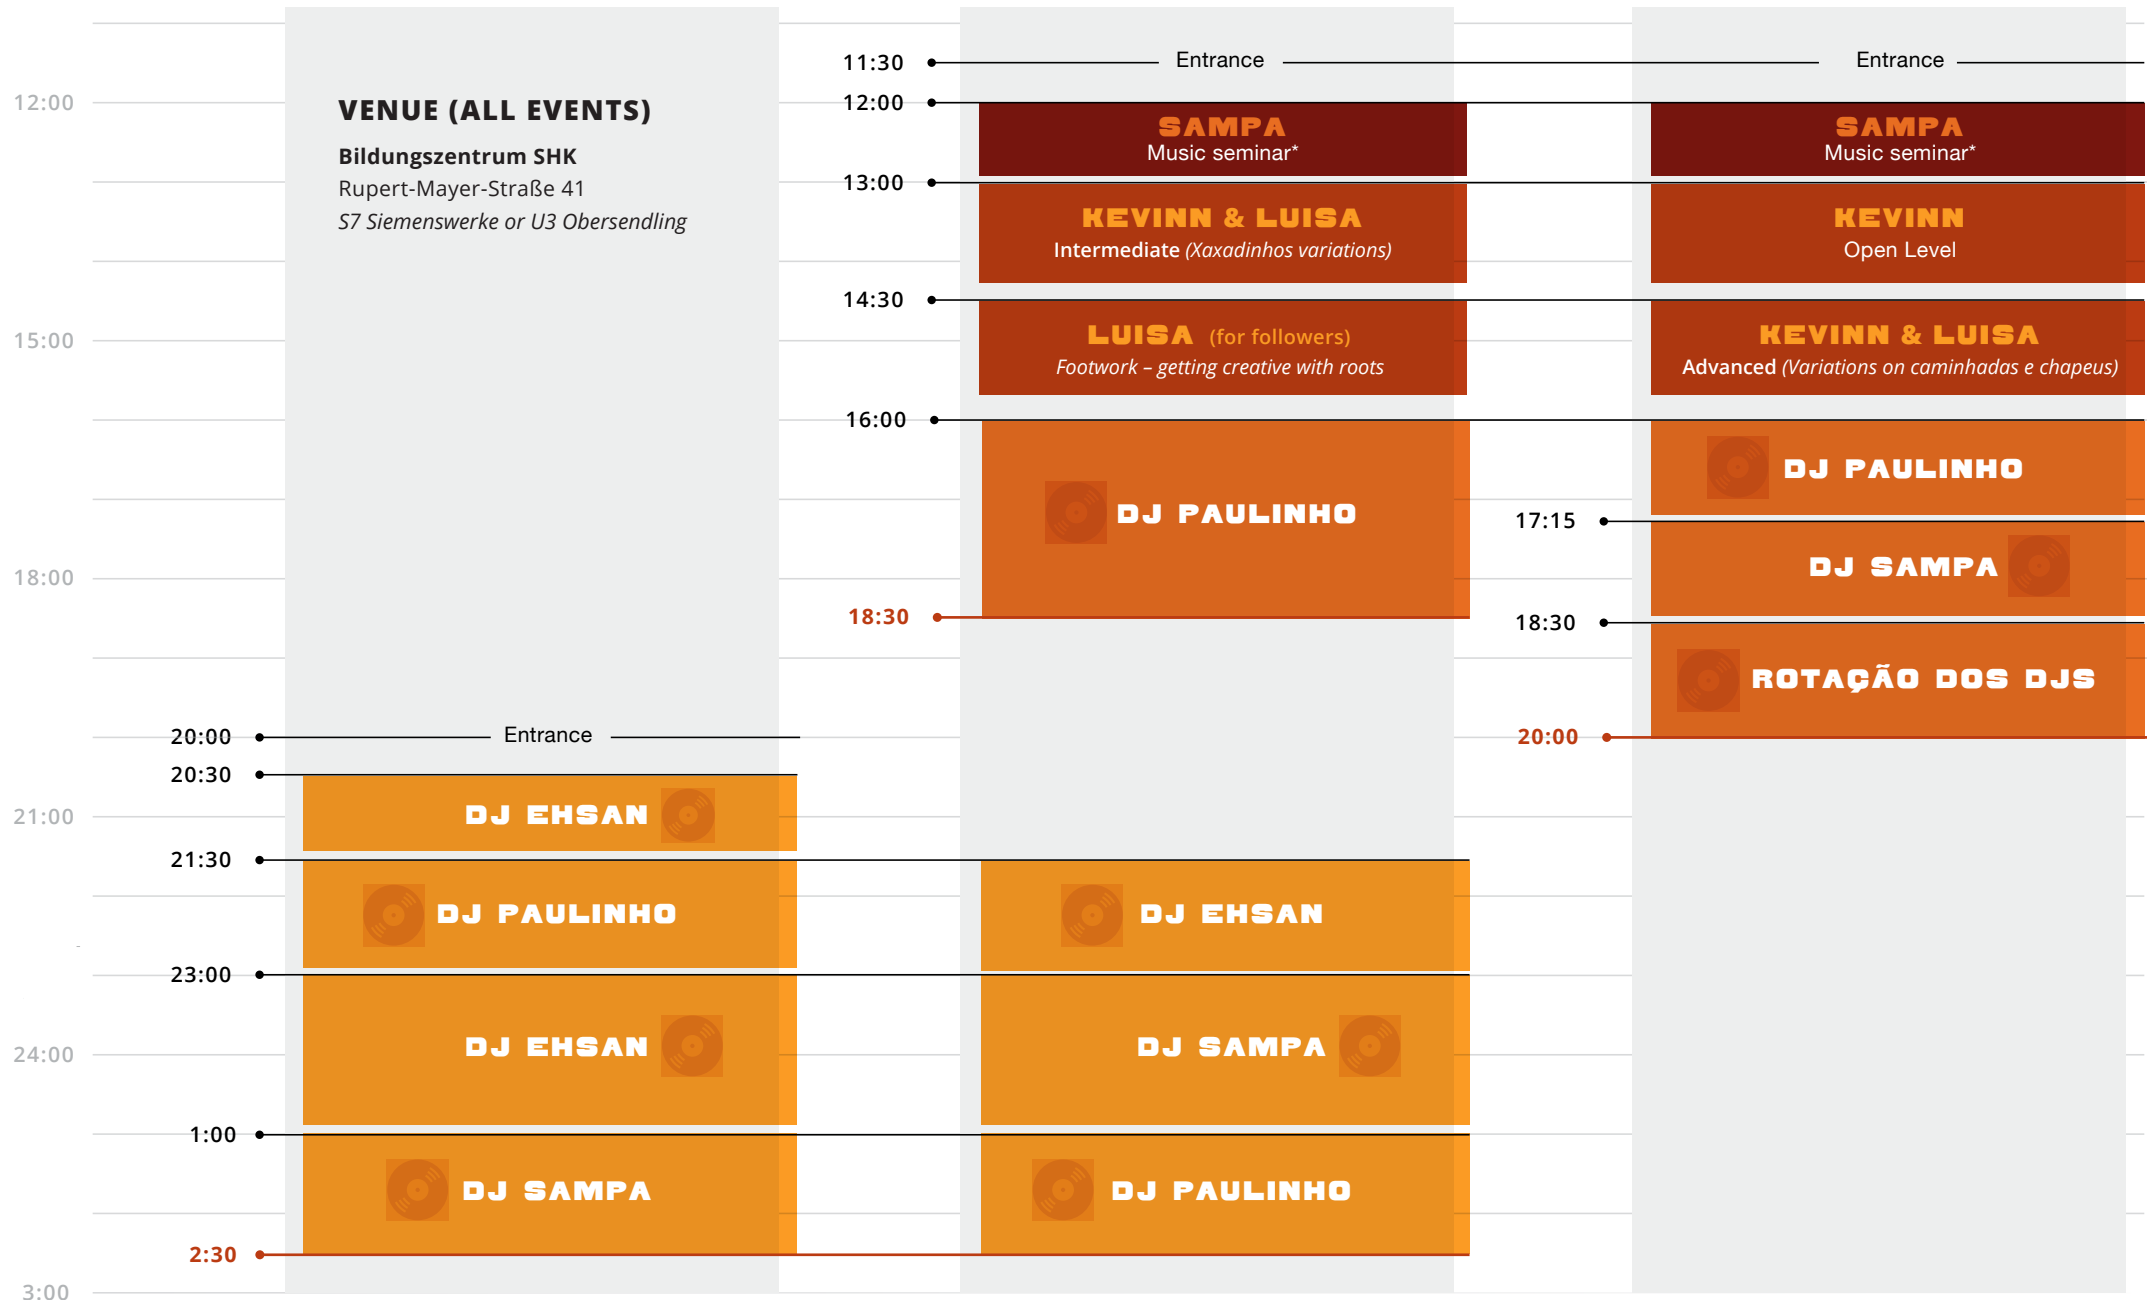 12:00
15:00
18:00
21:00
24:00
3:00
VENUE (ALL EVENTS)
Bildungszentrum SHK
Rupert-Mayer-Straße 41
S7 Siemenswerke or U3 Obersendling
20:00
Entrance
20:30
DJ EHSAN
21:30
DJ PAULINHO
23:00
DJ EHSAN
1:00
DJ SAMPA
2:30
11:30
Entrance
12:00
SAMPA
Music seminar*
13:00
KEVINN & LUISA
Intermediate (Xaxadinhos variations)
14:30
LUISA (for followers)
Footwork – getting creative with roots
16:00
DJ PAULINHO
18:30
DJ EHSAN
DJ SAMPA
DJ PAULINHO
Entrance
SAMPA
Music seminar*
KEVINN
Open Level
KEVINN & LUISA
Advanced (Variations on caminhadas e chapeus)
DJ PAULINHO
17:15
DJ SAMPA
18:30
ROTAÇÃO DOS DJS
20:00